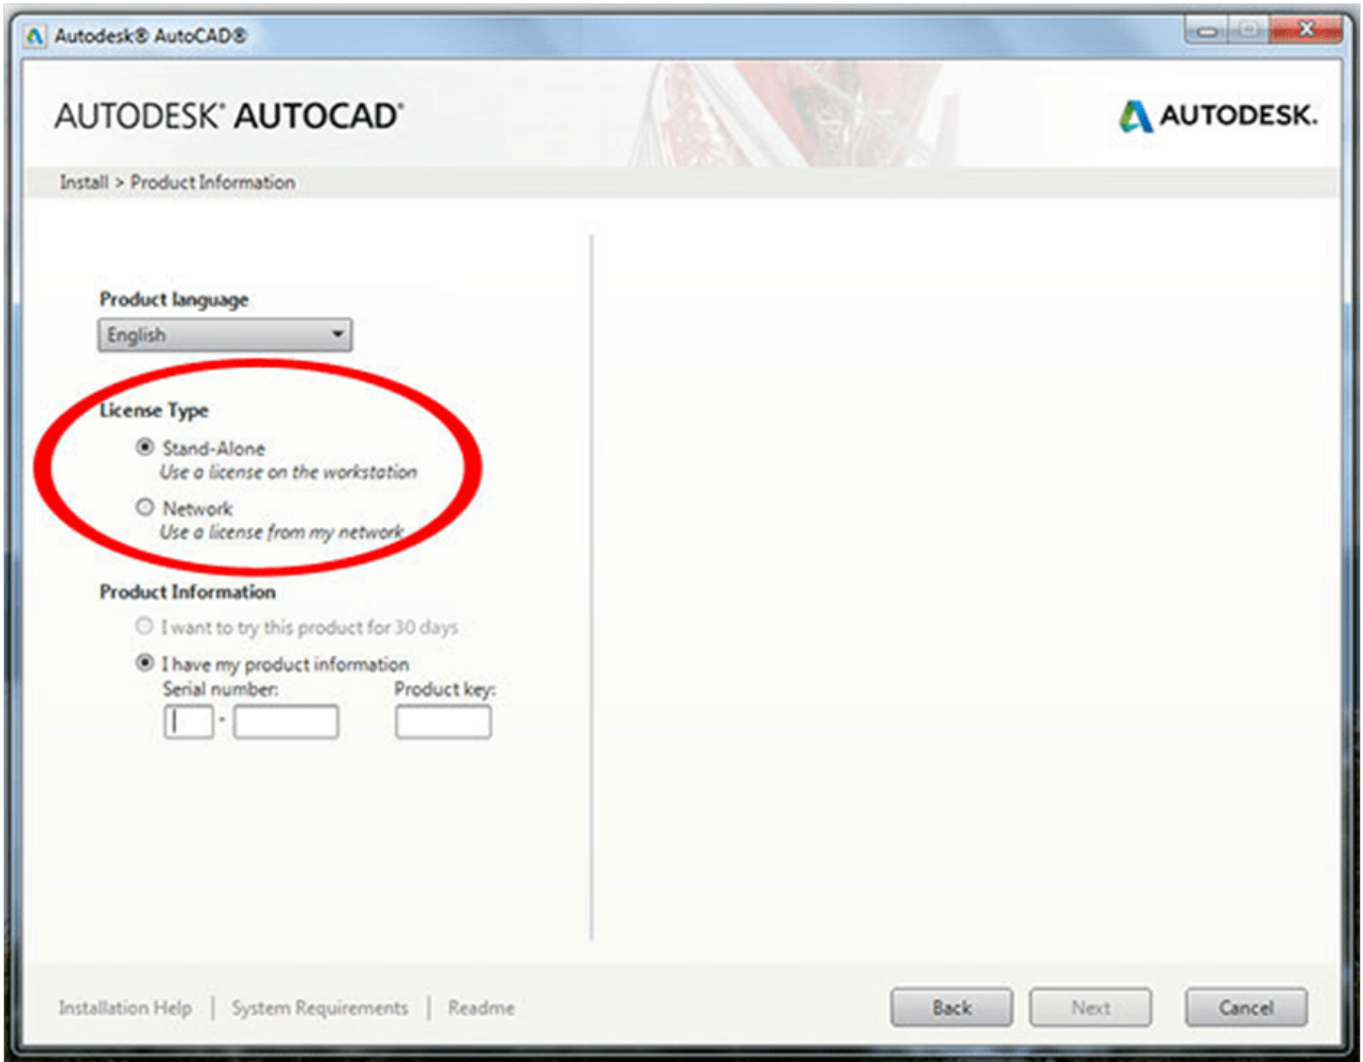 Autodesk® AutoCAD®
AUTODESK® AUTOCAD®
AUTODESK.
Install > Product Information
Product language
English
License Type
Stand-Alone
Use a license on the workstation
Network
Use a license from my network
Product Information
I want to try this product for 30 days
I have my product information
Serial number: Product key:
-
Installation Help | System Requirements | Readme
Back Next Cancel